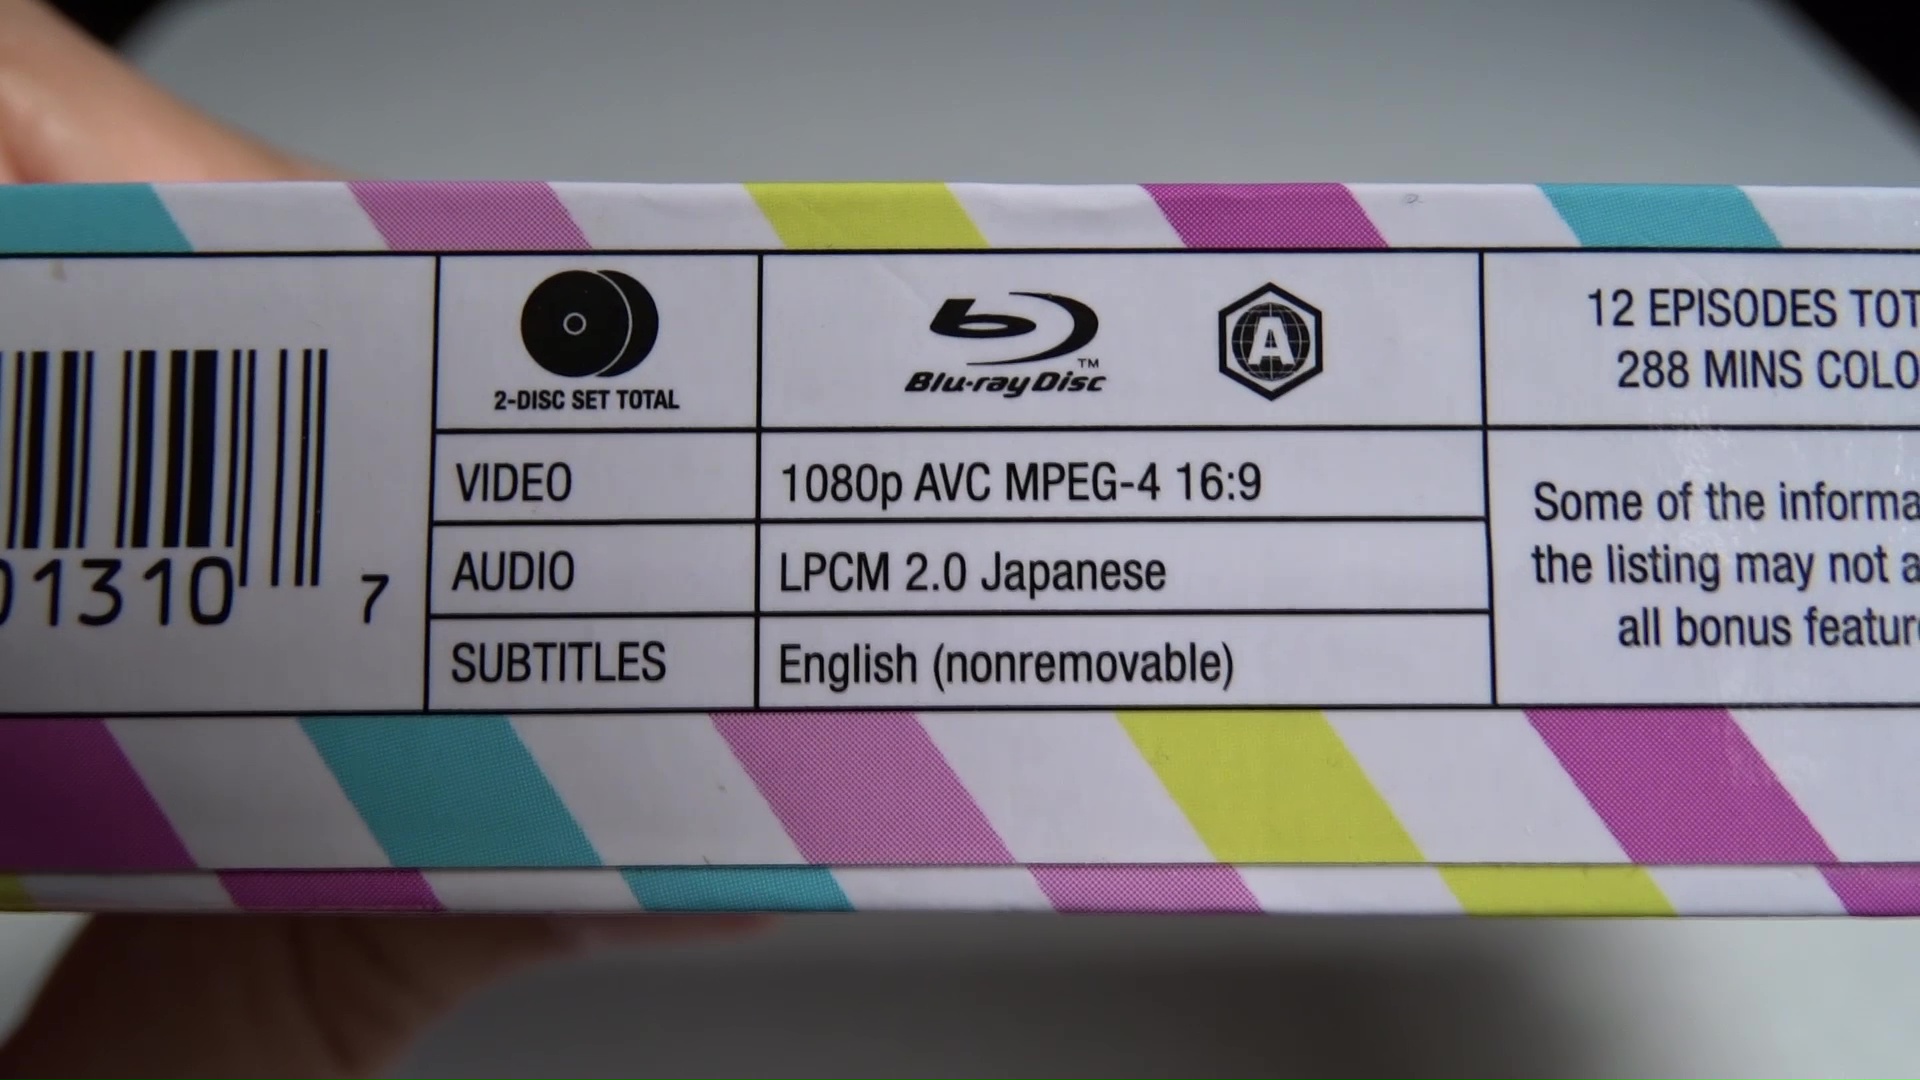 01310 7
2-DISC SET TOTAL
Blu-ray Disc™
A
12 EPISODES TOT
288 MINS COLO
VIDEO
1080p AVC MPEG-4 16:9
AUDIO
LPCM 2.0 Japanese
SUBTITLES
English (nonremovable)
Some of the informa
the listing may not a
all bonus featur